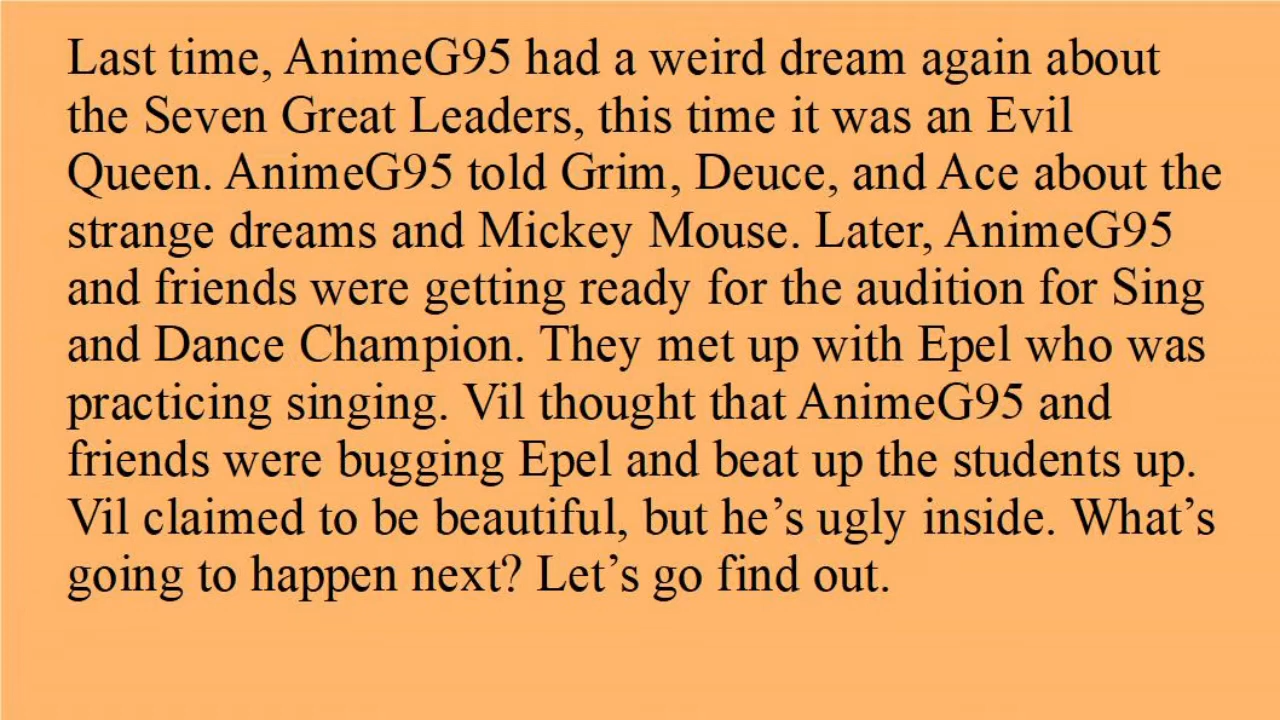 Last time, AnimeG95 had a weird dream again about
the Seven Great Leaders, this time it was an Evil
Queen. AnimeG95 told Grim, Deuce, and Ace about the
strange dreams and Mickey Mouse. Later, AnimeG95
and friends were getting ready for the audition for Sing
and Dance Champion. They met up with Epel who was
practicing singing. Vil thought that AnimeG95 and
friends were bugging Epel and beat up the students up.
Vil claimed to be beautiful, but he’s ugly inside. What’s
going to happen next? Let’s go find out.